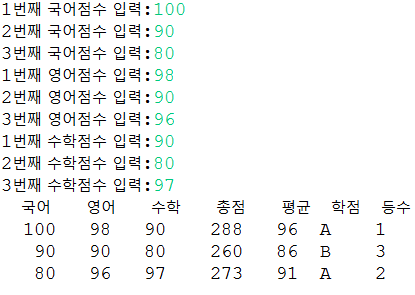 1번째 국어점수 입력:100
2번째 국어점수 입력:90
3번째 국어점수 입력:80
1번째 영어점수 입력:98
2번째 영어점수 입력:90
3번째 영어점수 입력:96
1번째 수학점수 입력:90
2번째 수학점수 입력:80
3번째 수학점수 입력:97
국어 영어 수학 총점 평균 학점 등수
100 98 90 288 96 A 1
90 90 80 260 86 B 3
80 96 97 273 91 A 2